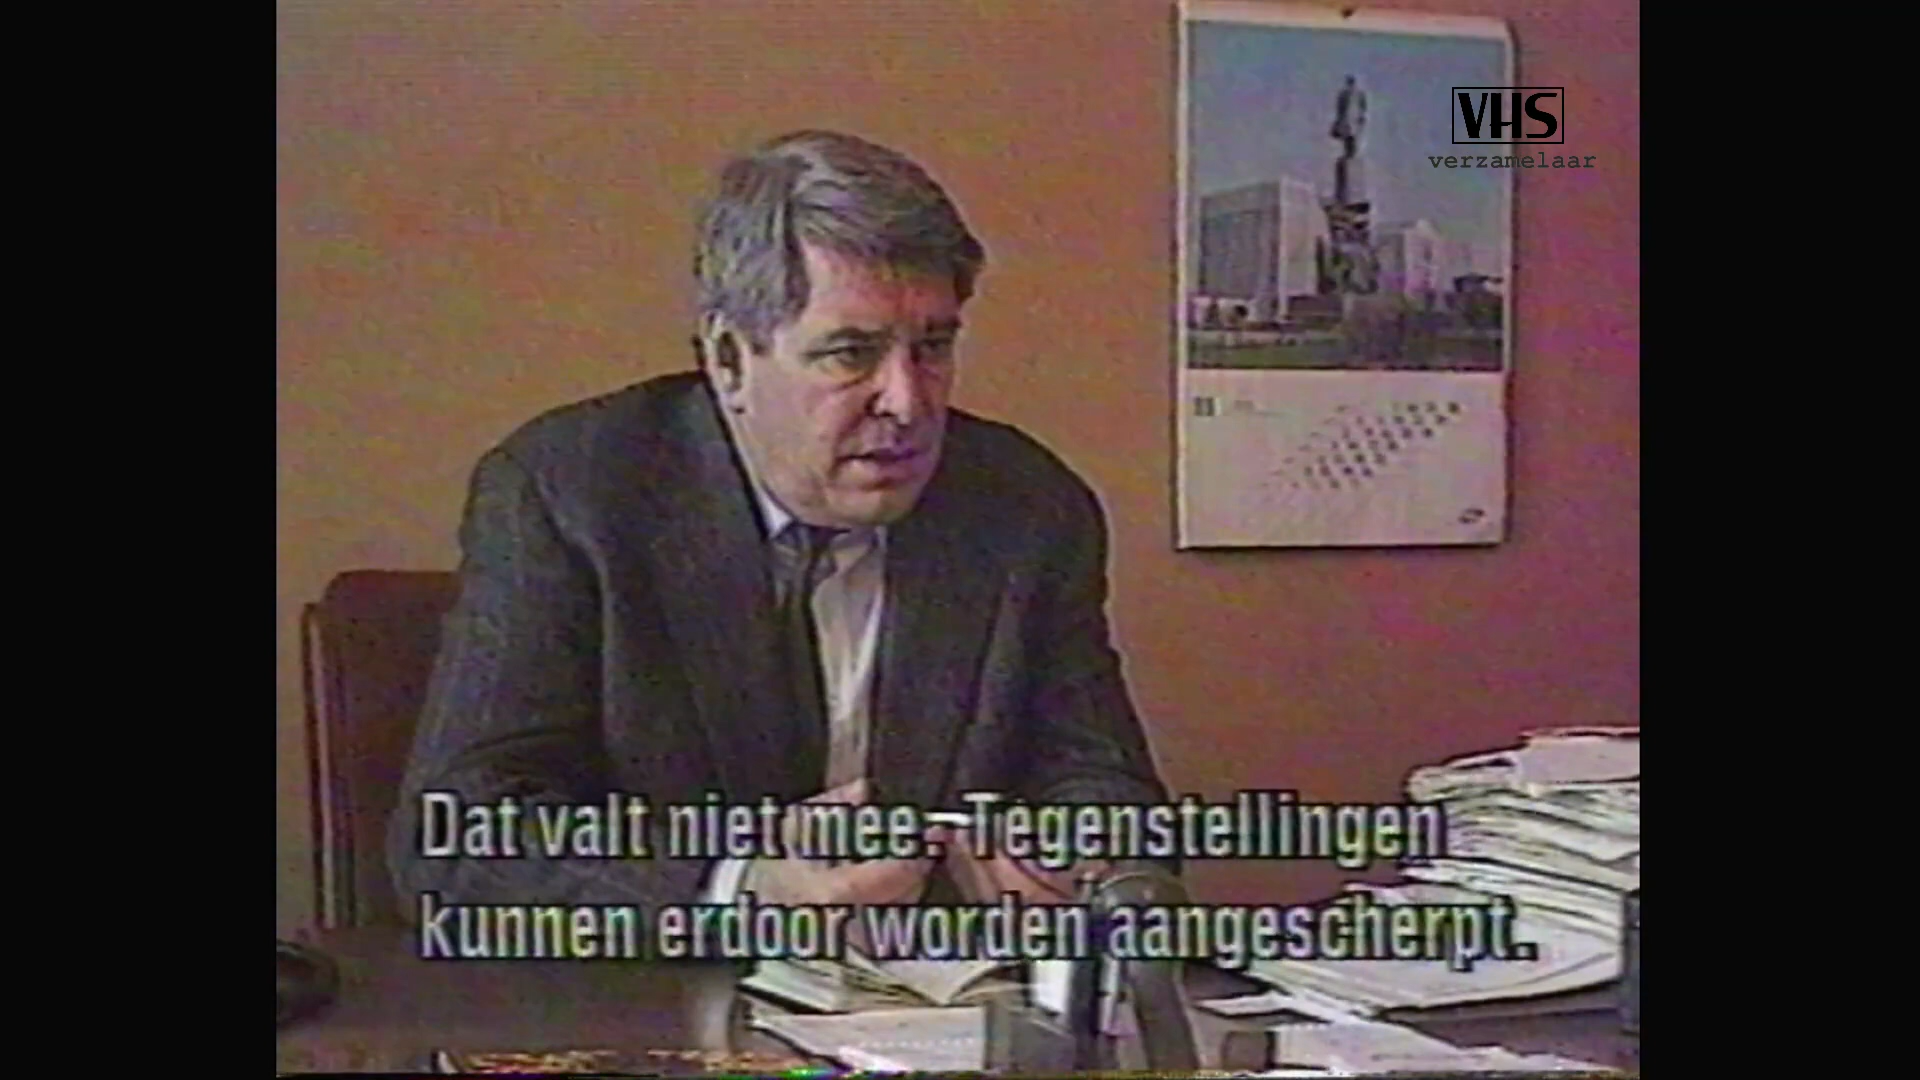 VHS
verzamelaar
Dat valt niet mee. Tegenstellingen
kunnen erdoor worden aangescherpt.